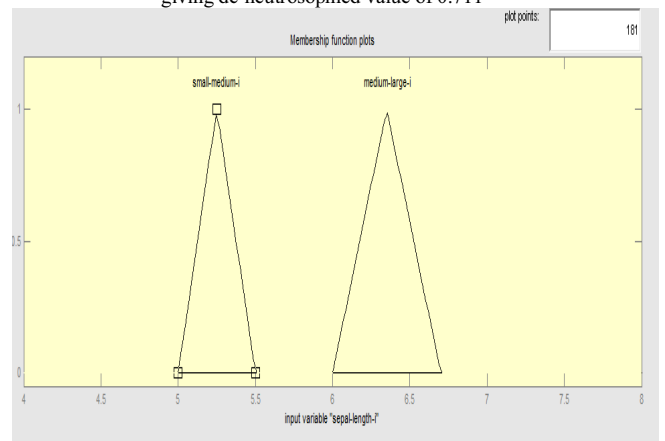 giving de-neutrosophied value of 0.711
plot points:
181
Membership function plots
small-medium-i
medium-large-i
1
0.5
0
4 4.5 5 5.5 6 6.5 7 7.5 8
input variable "sepal-length-i"